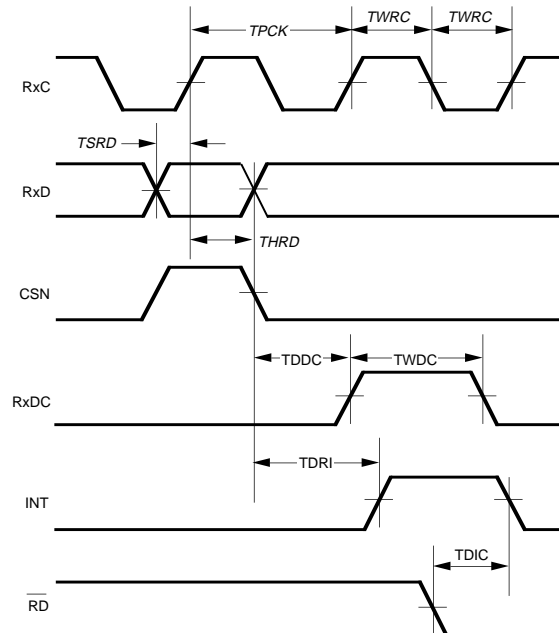 TPCK TWRC TWRC
RxC
TSRD
RxD
THRD
CSN
TDDC TWDC
RxDC
TDRI
INT
TDIC
RD